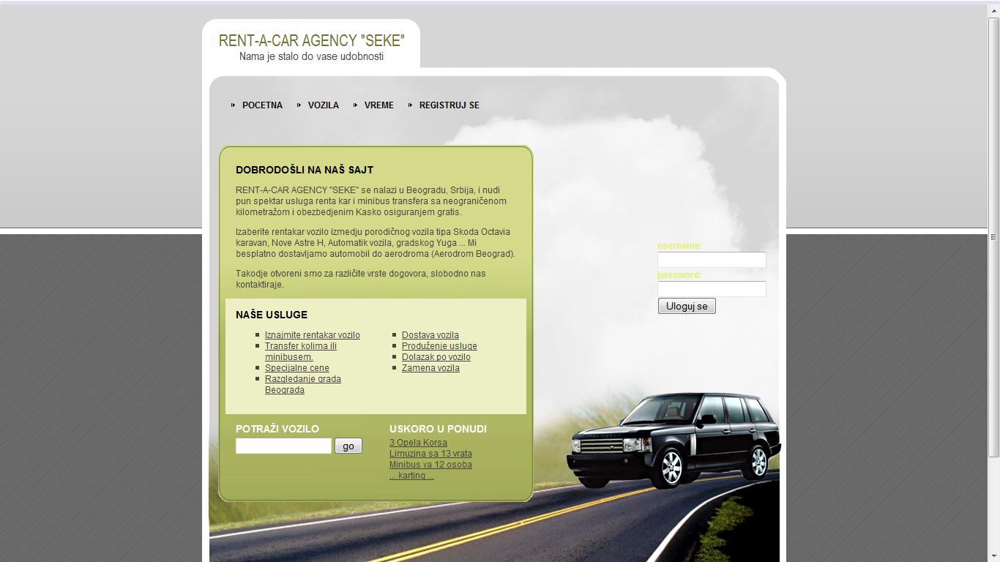 RENT-A-CAR AGENCY "SEKE"
Nama je stalo do vase udobnosti
POCETNA VOZILA VREME REGISTRUJ SE
DOBRODOŠLI NA NAŠ SAJT
RENT-A-CAR AGENCY "SEKE" se nalazi u Beogradu, Srbija, i nudi
pun spektar usluga renta kar i minibus transfera sa neograničenom
kilometražom i obezbedjenim Kasko osiguranjem gratis.
Izaberite rentakar vozilo izmedju porodičnog vozila tipa Skoda Octavia
karavan, Nove Astre H, Automatik vozila, gradskog Yuga ... Mi
besplatno dostavljamo automobil do aerodroma (Aerodrom Beograd).
Takodje otvoreni smo za različite vrste dogovora, slobodno nas
kontaktiraje.
NAŠE USLUGE
Iznajmite rentakar vozilo
Transfer kolima ili
minibusem.
Specijalne cene
Razgledanje grada
Beograda
Dostava vozila
Produženje usluge
Dolazak po vozilo
Zamena vozila
POTRAŽI VOZILO
go
USKORO U PONUDI
3 Opela Korsa
Limuzina sa 13 vrata
Minibus ya 12 osoba
... karting ...
username:
password:
Uloguj se